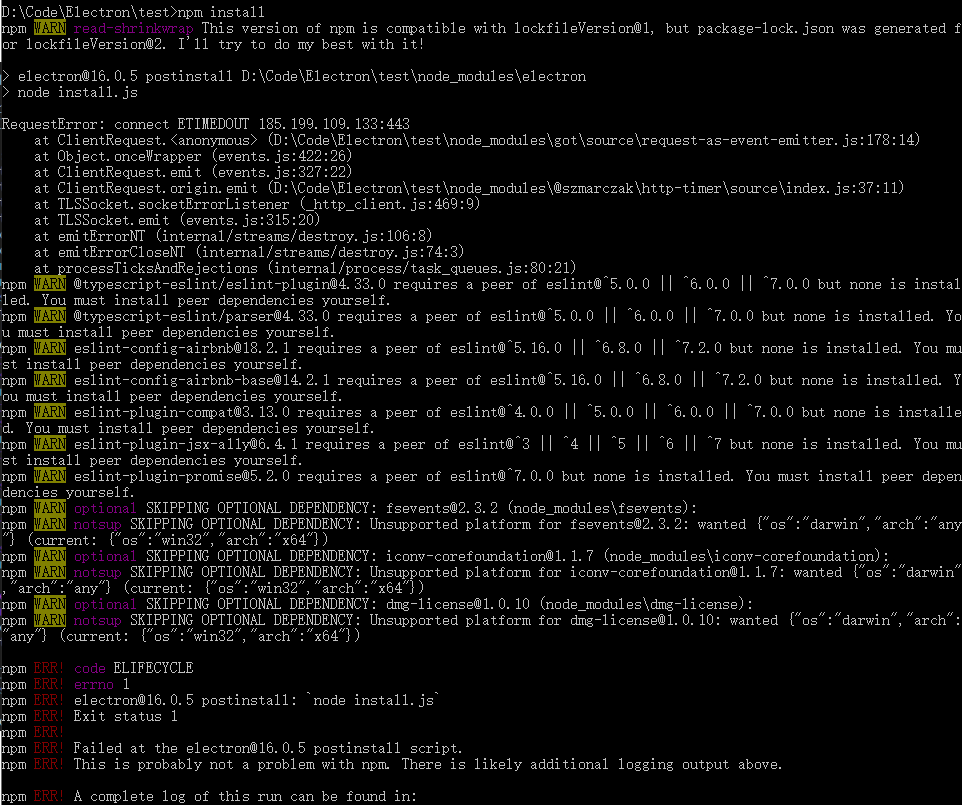 D:\Code\Electron\test>npm install
npm WARN read-shrinkwrap This version of npm is compatible with lockfileVersion@1, but package-lock.json was generated f
or lockfileVersion@2. I'll try to do my best with it!
> electron@16.0.5 postinstall D:\Code\Electron\test\node_modules\electron
> node install.js
RequestError: connect ETIMEDOUT 185.199.109.133:443
at ClientRequest.<anonymous> (D:\Code\Electron\test\node_modules\got\source\request-as-event-emitter.js:178:14)
at Object.onceWrapper (events.js:422:26)
at ClientRequest.emit (events.js:327:22)
at ClientRequest.origin.emit (D:\Code\Electron\test\node_modules\@szmarczak\http-timer\source\index.js:37:11)
at TLSSocket.socketErrorListener (_http_client.js:469:9)
at TLSSocket.emit (events.js:315:20)
at emitErrorNT (internal/streams/destroy.js:106:8)
at emitErrorCloseNT (internal/streams/destroy.js:74:3)
at processTicksAndRejections (internal/process/task_queues.js:80:21)
npm WARN @typescript-eslint/eslint-plugin@4.33.0 requires a peer of eslint@^5.0.0 || ^6.0.0 || ^7.0.0 but none is instal
led. You must install peer dependencies yourself.
npm WARN @typescript-eslint/parser@4.33.0 requires a peer of eslint@^5.0.0 || ^6.0.0 || ^7.0.0 but none is installed. Yo
u must install peer dependencies yourself.
npm WARN eslint-config-airbnb@18.2.1 requires a peer of eslint@^5.16.0 || ^6.8.0 || ^7.2.0 but none is installed. You mu
st install peer dependencies yourself.
npm WARN eslint-config-airbnb-base@14.2.1 requires a peer of eslint@^5.16.0 || ^6.8.0 || ^7.2.0 but none is installed. Y
ou must install peer dependencies yourself.
npm WARN eslint-plugin-compat@3.13.0 requires a peer of eslint@^4.0.0 || ^5.0.0 || ^6.0.0 || ^7.0.0 but none is installe
d. You must install peer dependencies yourself.
npm WARN eslint-plugin-jsx-a11y@6.4.1 requires a peer of eslint@^3 || ^4 || ^5 || ^6 || ^7 but none is installed. You mu
st install peer dependencies yourself.
npm WARN eslint-plugin-promise@5.2.0 requires a peer of eslint@^7.0.0 but none is installed. You must install peer depen
dencies yourself.
npm WARN optional SKIPPING OPTIONAL DEPENDENCY: fsevents@2.3.2 (node_modules\fsevents):
npm WARN notsup SKIPPING OPTIONAL DEPENDENCY: Unsupported platform for fsevents@2.3.2: wanted {"os":"darwin","arch":"any
"} (current: {"os":"win32","arch":"x64"})
npm WARN optional SKIPPING OPTIONAL DEPENDENCY: iconv-corefoundation@1.1.7 (node_modules\iconv-corefoundation):
npm WARN notsup SKIPPING OPTIONAL DEPENDENCY: Unsupported platform for iconv-corefoundation@1.1.7: wanted {"os":"darwin"
,"arch":"any"} (current: {"os":"win32","arch":"x64"})
npm WARN optional SKIPPING OPTIONAL DEPENDENCY: dmg-license@1.0.10 (node_modules\dmg-license):
npm WARN notsup SKIPPING OPTIONAL DEPENDENCY: Unsupported platform for dmg-license@1.0.10: wanted {"os":"darwin","arch":
"any"} (current: {"os":"win32","arch":"x64"})
npm ERR! code ELIFECYCLE
npm ERR! errno 1
npm ERR! electron@16.0.5 postinstall: `node install.js`
npm ERR! Exit status 1
npm ERR!
npm ERR! Failed at the electron@16.0.5 postinstall script.
npm ERR! This is probably not a problem with npm. There is likely additional logging output above.
npm ERR! A complete log of this run can be found in: